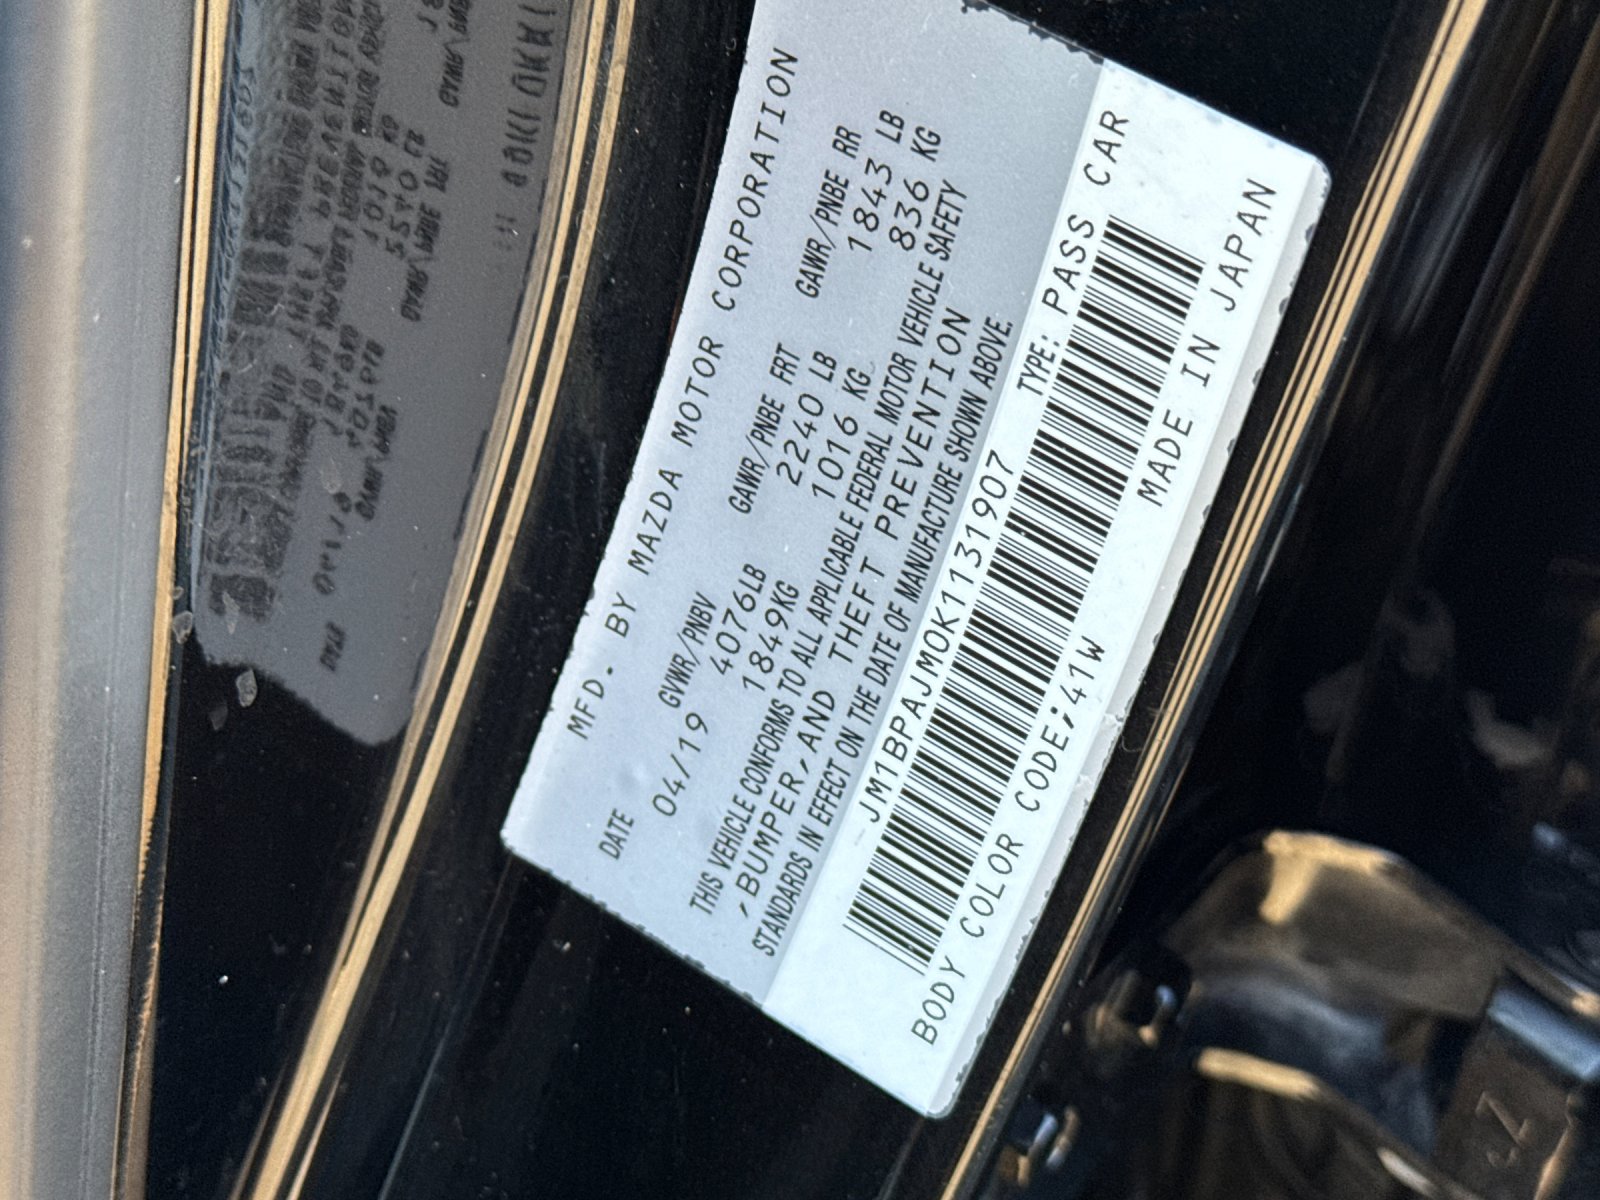 MFD. BY MAZDA MOTOR CORPORATION
DATE GVWR/PNBV GAWR/PNBE FRT GAWR/PNBE RR
04/19 4076LB 2240 LB 1843 LB
1849KG 1016 KG 836 KG
THIS VEHICLE CONFORMS TO ALL APPLICABLE FEDERAL MOTOR VEHICLE SAFETY
,BUMPER,AND THEFT PREVENTION
STANDARDS IN EFFECT ON THE DATE OF MANUFACTURE SHOWN ABOVE.
JM1BPAJM0K1131907 TYPE: PASS CAR
BODY COLOR CODE;41W MADE IN JAPAN